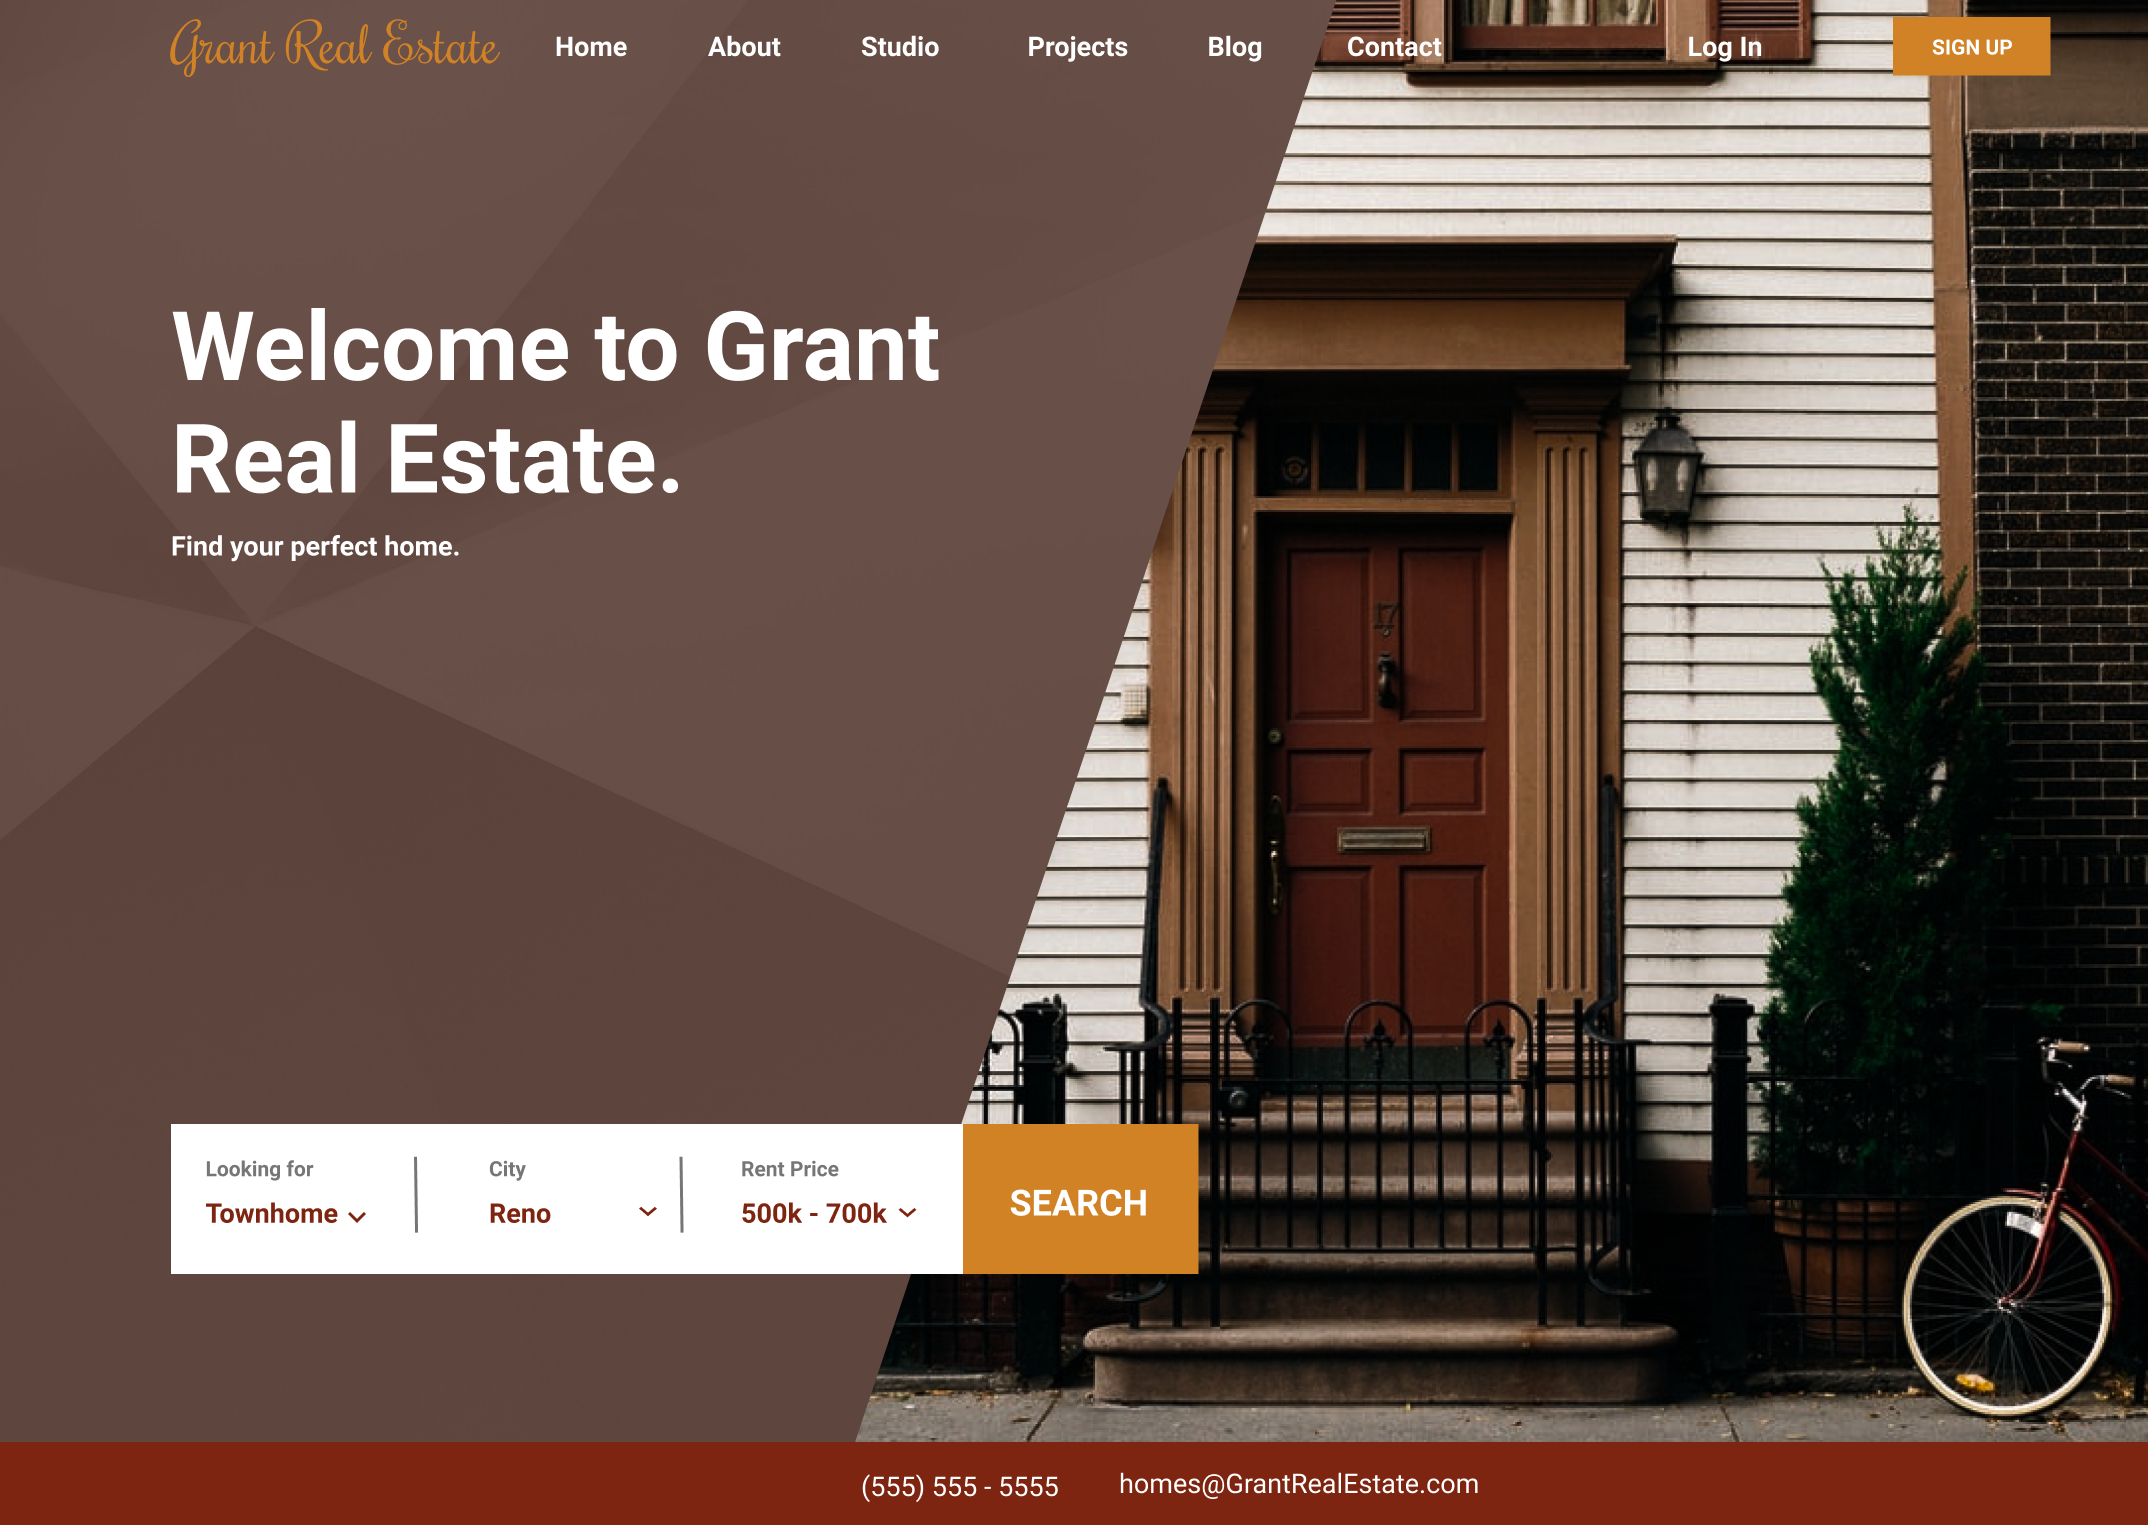 Grant Real Estate Home About Studio Projects Blog Contact Log In SIGN UP
Welcome to Grant
Real Estate.
Find your perfect home.
17
Looking for City Rent Price
Townhome Reno 500k - 700k
SEARCH
(555) 555 - 5555 homes@GrantRealEstate.com